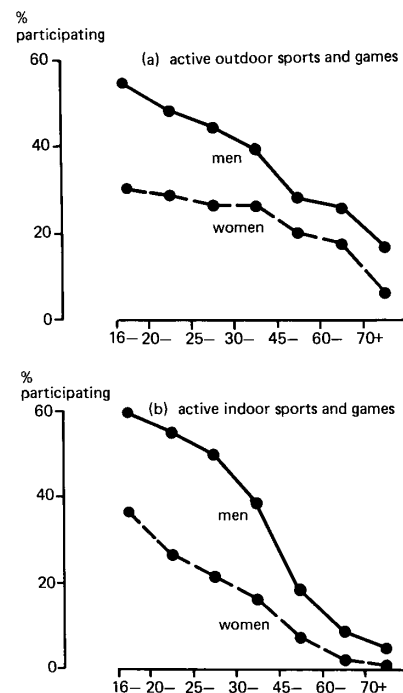 %
participating
(a) active outdoor sports and games
60
40
men
women
20
0
16– 20– 25– 30– 45– 60– 70+
%
participating
60
(b) active indoor sports and games
40
men
20
women
0
16– 20– 25– 30– 45– 60– 70+